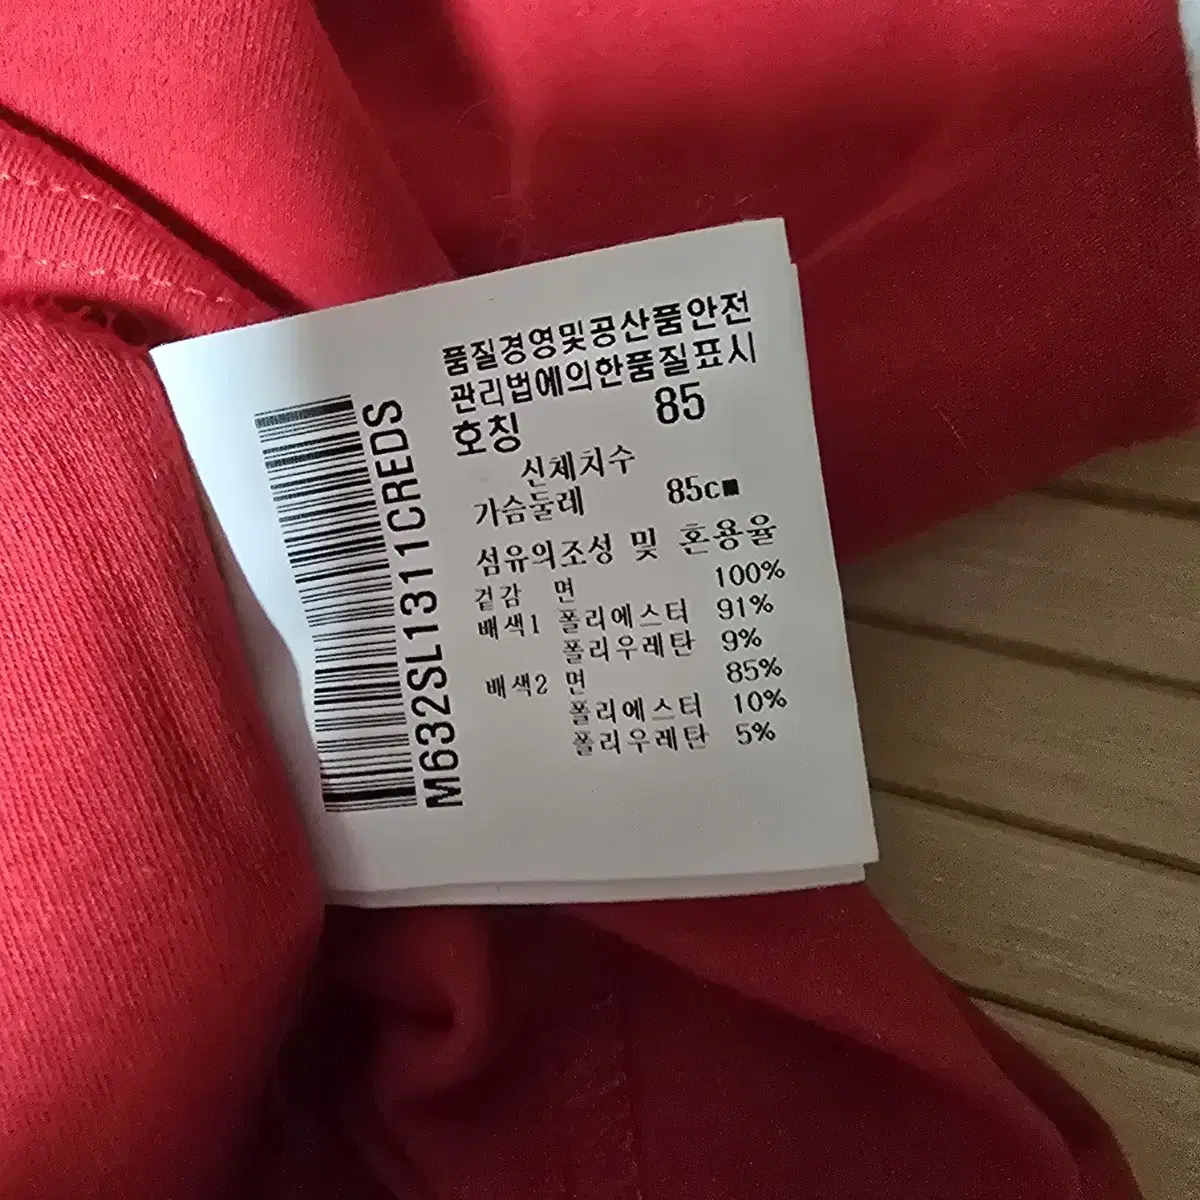 품질경영및공산품안전
관리법에의한품질표시
호칭 85
신체치수
가슴둘레 85c■
섬유의조성 및 혼용율
겉감 면 100%
배색1 폴리에스터 91%
폴리우레탄 9%
배색2 면 85%
폴리에스터 10%
폴리우레탄 5%
M632SL1311CREDS